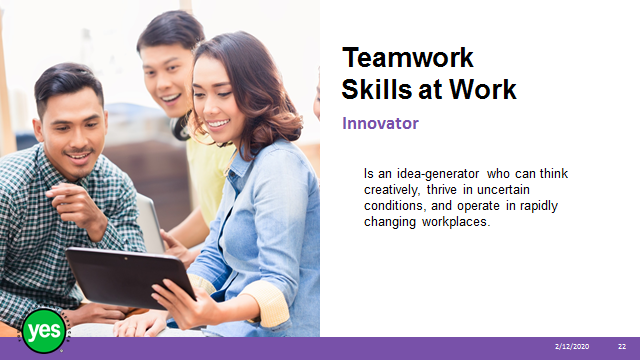 Teamwork
Skills at Work
Innovator
Is an idea-generator who can think
creatively, thrive in uncertain
conditions, and operate in rapidly
changing workplaces.
yes
2/12/2020 22